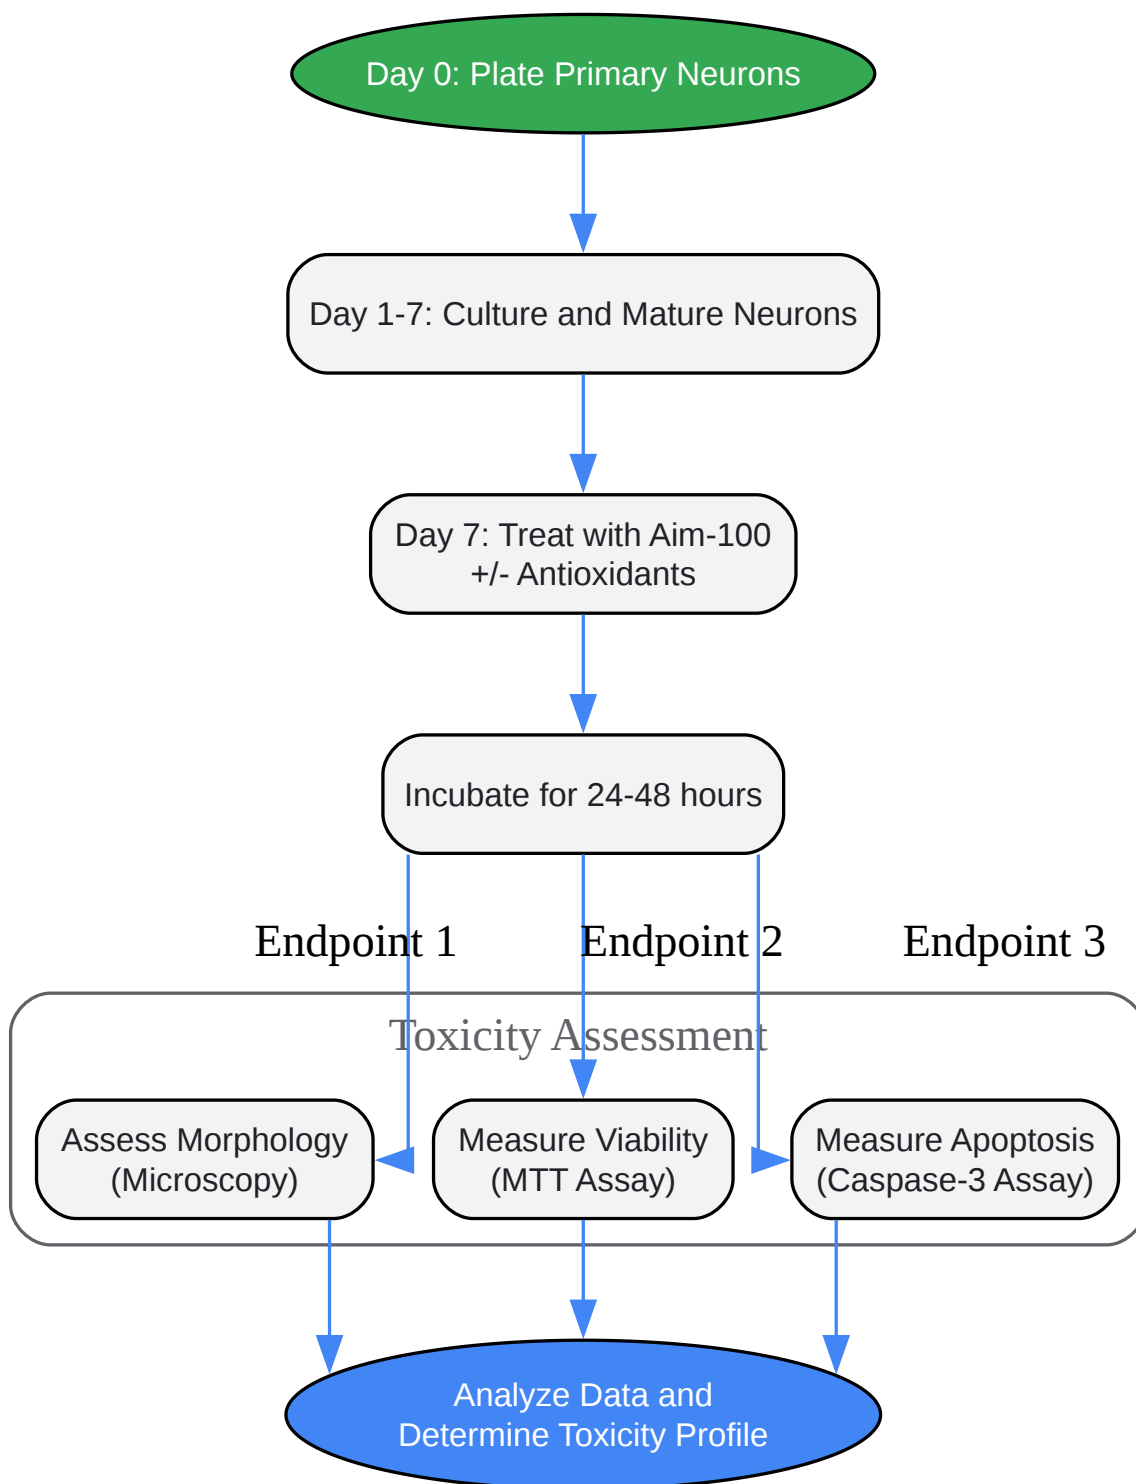 Day 0: Plate Primary Neurons
Day 1-7: Culture and Mature Neurons
Day 7: Treat with Aim-100
+/- Antioxidants
Incubate for 24-48 hours
Endpoint 1
Endpoint 2
Endpoint 3
Toxicity Assessment
Assess Morphology
(Microscopy)
Measure Viability
(MTT Assay)
Measure Apoptosis
(Caspase-3 Assay)
Analyze Data and
Determine Toxicity Profile